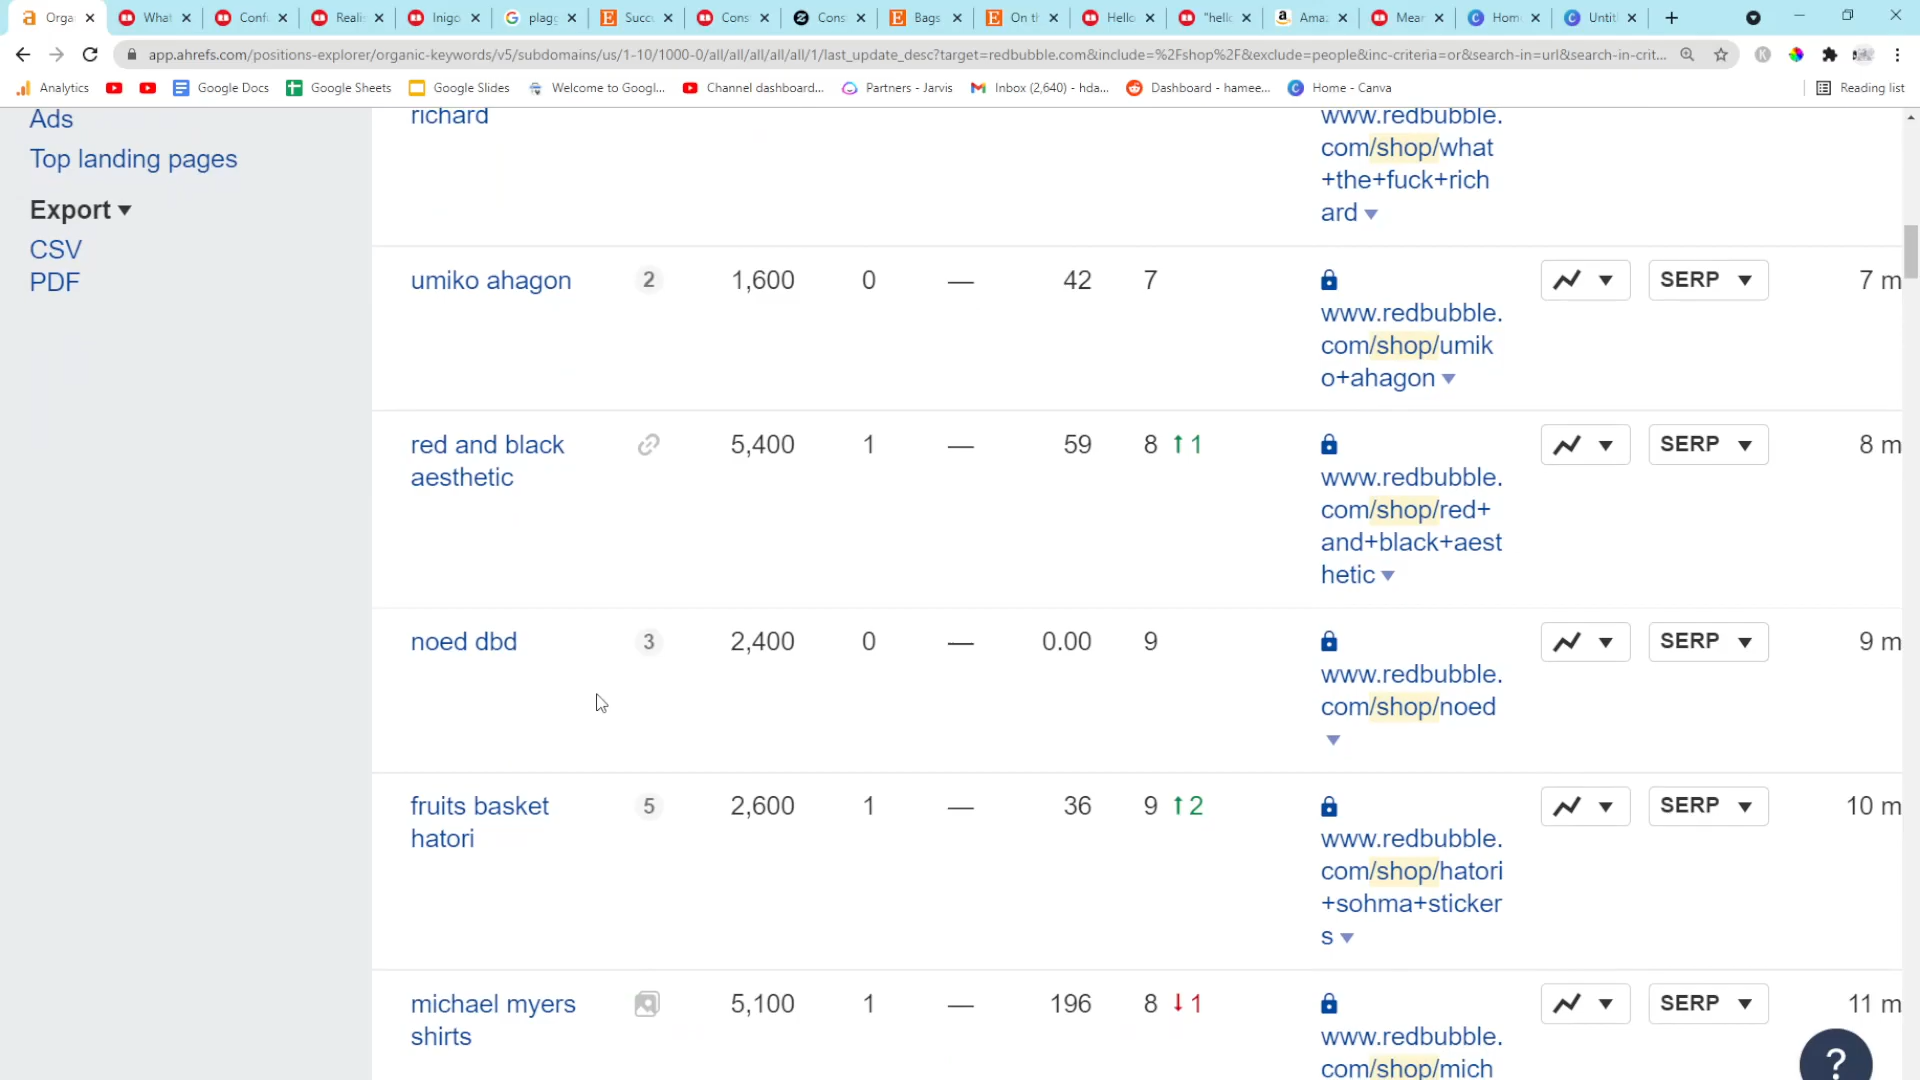 Orga
What
Confi
Realis
Inigo
plagg
Succu
Cons
Cons
Bags
On th
Hello
"hello
Amaz
Mean
Home
Untit
app.ahrefs.com/positions-explorer/organic-keywords/v5/subdomains/us/1-10/1000-0/all/all/all/all/all/1/last_update_desc?target=redbubble.com&include=%2Fshop%2F&exclude=people&inc-criteria=or&search-in=url&search-in-crit...
Analytics
Google Docs
Google Sheets
Google Slides
Welcome to Googl...
Channel dashboard...
Partners - Jarvis
Inbox (2,640) - hda...
Dashboard - hamee...
Home - Canva
Reading list
Ads
Top landing pages
Export
CSV
PDF
richard
www.redbubble.
com/shop/what
+the+fuck+rich
ard
umiko ahagon 2 1,600 0 — 42 7 SERP 7 m
www.redbubble.
com/shop/umik
o+ahagon
red and black 5,400 1 — 59 8 ↑1 SERP 8 m
aesthetic
www.redbubble.
com/shop/red+
and+black+aest
hetic
noed dbd 3 2,400 0 — 0.00 9 SERP 9 m
www.redbubble.
com/shop/noed
fruits basket 5 2,600 1 — 36 9 ↑2 SERP 10 m
hatori
www.redbubble.
com/shop/hatori
+sohma+sticker
s
michael myers 5,100 1 — 196 8 ↓1 SERP 11 m
shirts
www.redbubble.
com/shop/mich
?